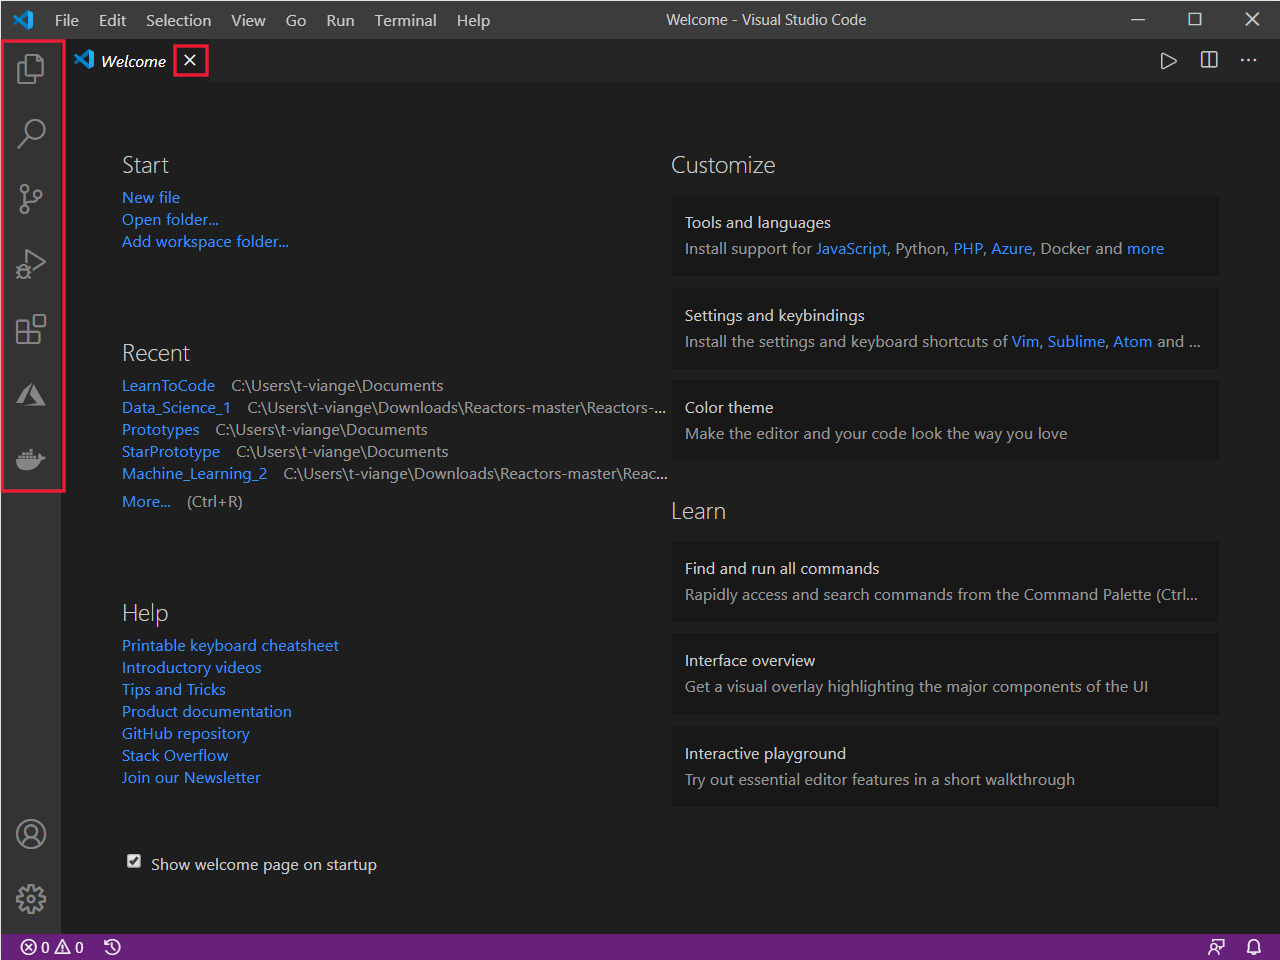 File Edit Selection View Go Run Terminal Help Welcome - Visual Studio Code
Welcome
Start
New file
Open folder...
Add workspace folder...
Recent
LearnToCode C:\Users\t-viange\Documents
Data_Science_1 C:\Users\t-viange\Downloads\Reactors-master\Reactors-...
Prototypes C:\Users\t-viange\Documents
StarPrototype C:\Users\t-viange\Documents
Machine_Learning_2 C:\Users\t-viange\Downloads\Reactors-master\Reac...
More... (Ctrl+R)
Help
Printable keyboard cheatsheet
Introductory videos
Tips and Tricks
Product documentation
GitHub repository
Stack Overflow
Join our Newsletter
Show welcome page on startup
Customize
Tools and languages
Install support for JavaScript, Python, PHP, Azure, Docker and more
Settings and keybindings
Install the settings and keyboard shortcuts of Vim, Sublime, Atom and ...
Color theme
Make the editor and your code look the way you love
Learn
Find and run all commands
Rapidly access and search commands from the Command Palette (Ctrl...
Interface overview
Get a visual overlay highlighting the major components of the UI
Interactive playground
Try out essential editor features in a short walkthrough
0 0